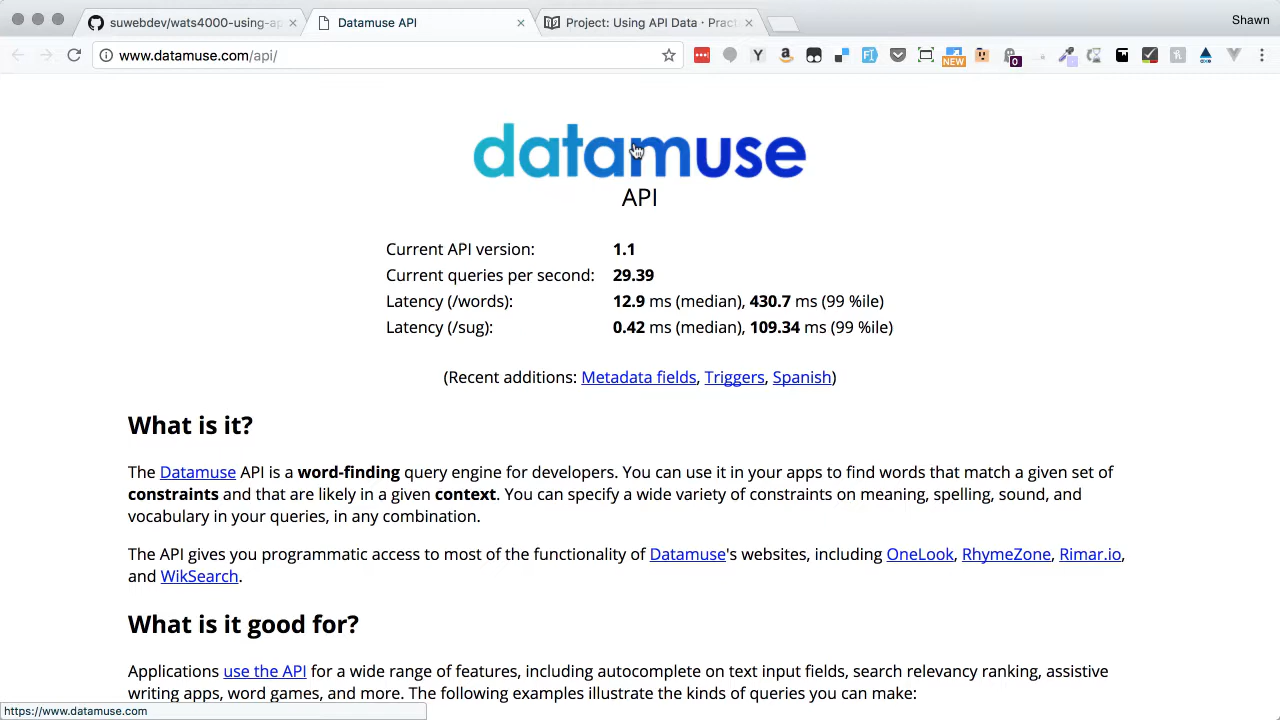 suwebdev/wats4000-using-ap
Datamuse API
Project: Using API Data · Pract
Shawn
www.datamuse.com/api/
NEW
0
datamuse
API
Current API version: 1.1
Current queries per second: 29.39
Latency (/words): 12.9 ms (median), 430.7 ms (99 %ile)
Latency (/sug): 0.42 ms (median), 109.34 ms (99 %ile)
(Recent additions: Metadata fields, Triggers, Spanish)
What is it?
The Datamuse API is a word-finding query engine for developers. You can use it in your apps to find words that match a given set of
constraints and that are likely in a given context. You can specify a wide variety of constraints on meaning, spelling, sound, and
vocabulary in your queries, in any combination.
The API gives you programmatic access to most of the functionality of Datamuse's websites, including OneLook, RhymeZone, Rimar.io,
and WikSearch.
What is it good for?
Applications use the API for a wide range of features, including autocomplete on text input fields, search relevancy ranking, assistive
writing apps, word games, and more. The following examples illustrate the kinds of queries you can make:
https://www.datamuse.com